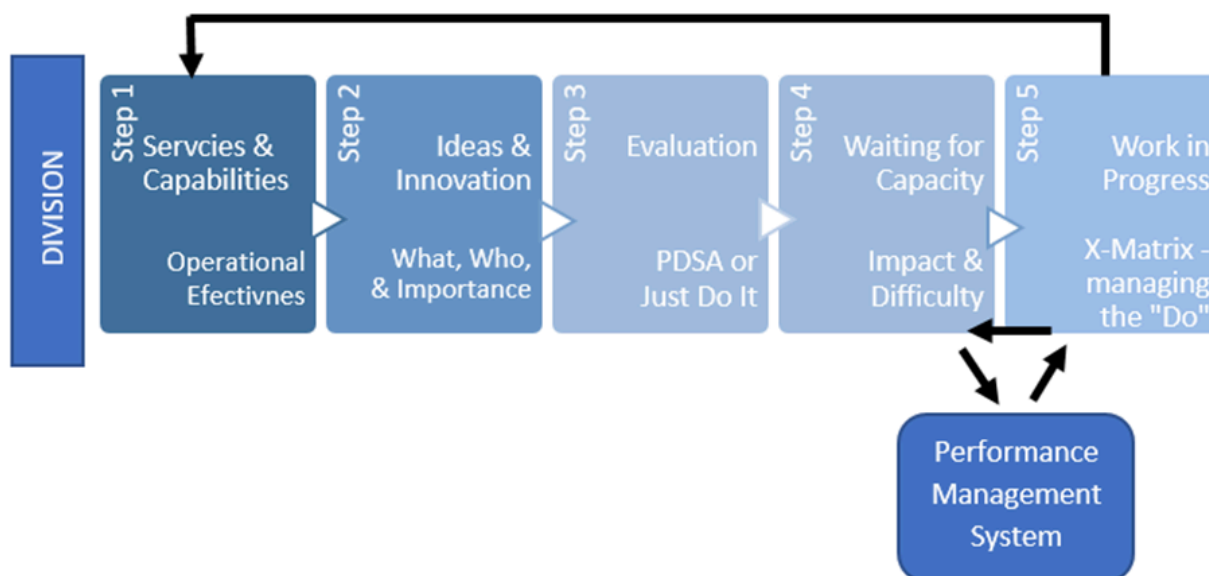 DIVISION
Step 1
Servcies &
Capabilities
Operational
Efectivnes
Step 2
Ideas &
Innovation
What, Who,
& Importance
Step 3
Evaluation
PDSA or
Just Do It
Step 4
Waiting for
Capacity
Impact &
Difficulty
Step 5
Work in
Progress
X-Matrix -
managing
the "Do"
Performance
Management
System